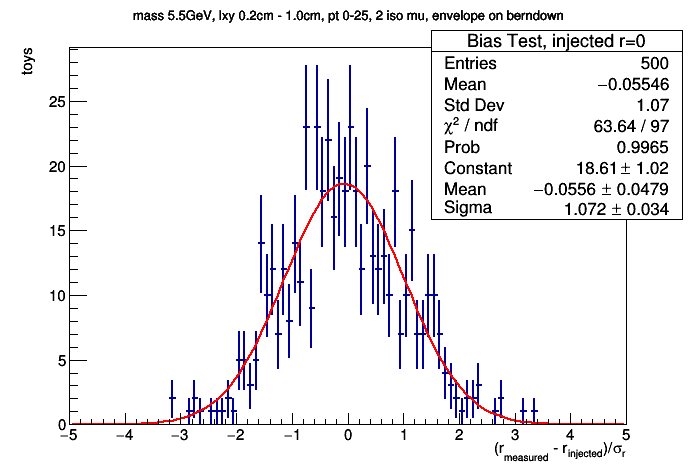 mass 5.5GeV, lxy 0.2cm - 1.0cm, pt 0-25, 2 iso mu, envelope on berndown
Bias Test, injected r=0
Entries 500
Mean −0.05546
Std Dev 1.07
χ² / ndf 63.64 / 97
Prob 0.9965
Constant 18.61 ± 1.02
Mean −0.0556 ± 0.0479
Sigma 1.072 ± 0.034
toys
25
20
15
10
5
0
−5 −4 −3 −2 −1 0 1 2 3 4 5
(r_measured - r_injected)/σ_r